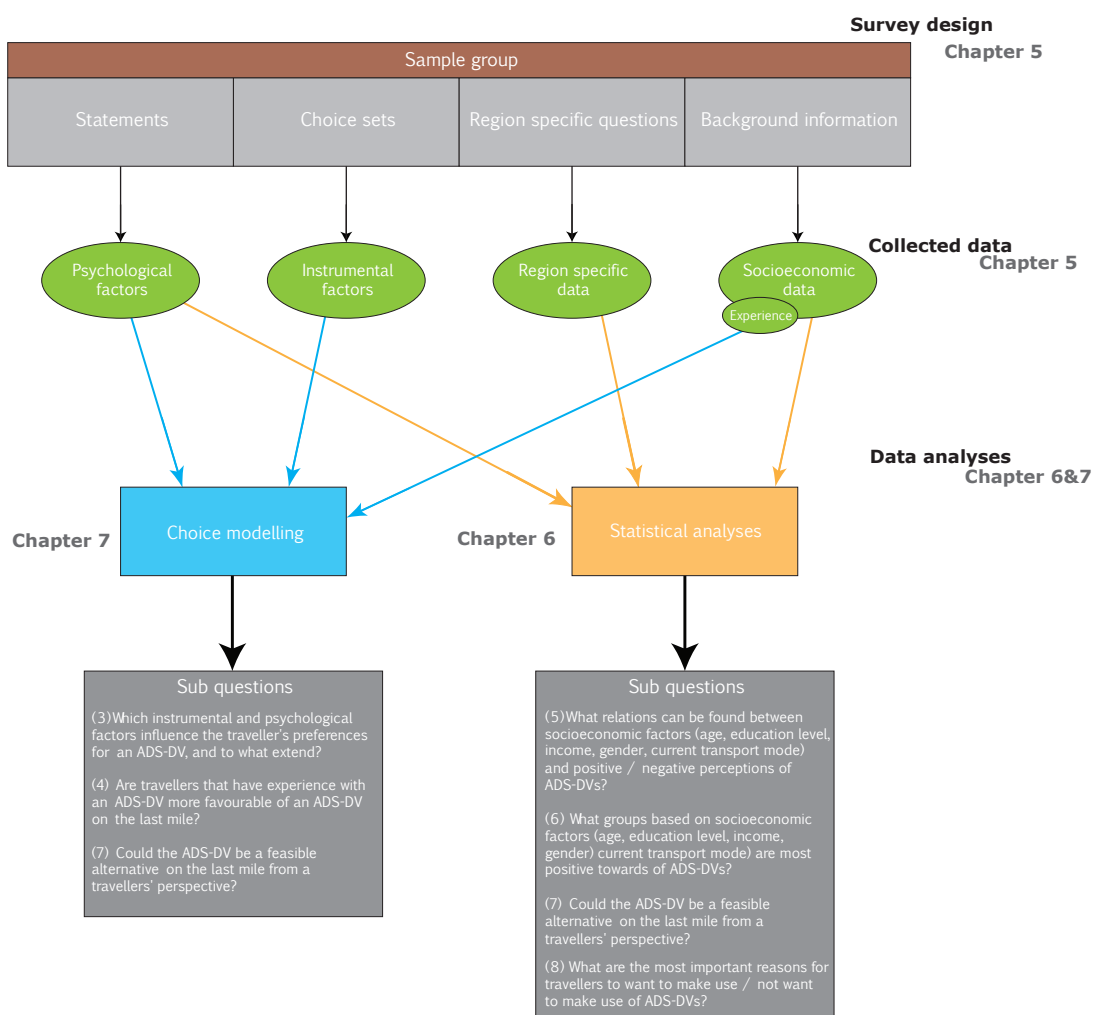 Survey design
Chapter 5
Sample group
Statements
Choice sets
Region specific questions
Background information
Collected data
Chapter 5
Psychological
factors
Instrumental
factors
Region specific
data
Socioeconomic
data
Experience
Data analyses
Chapter 6&7
Chapter 7
Choice modelling
Chapter 6
Statistical analyses
Sub questions
(3)Which instrumental and psychological
factors influence the traveller's preferences
for an ADS-DV, and to what extend?
(4) Are travellers that have experience with
an ADS-DV more favourable of an ADS-DV
on the last mile?
(7) Could the ADS-DV be a feasible
alternative on the last mile from a
travellers' perspective?
Sub questions
(5)What relations can be found between
socioeconomic factors (age, education level,
income, gender, current transport mode)
and positive / negative perceptions of
ADS-DVs?
(6) What groups based on socioeconomic
factors (age, education level, income,
gender) current transport mode) are most
positive towards of ADS-DVs?
(7) Could the ADS-DV be a feasible
alternative on the last mile from a
travellers' perspective?
(8) What are the most important reasons for
travellers to want to make use / not want
to make use of ADS-DVs?